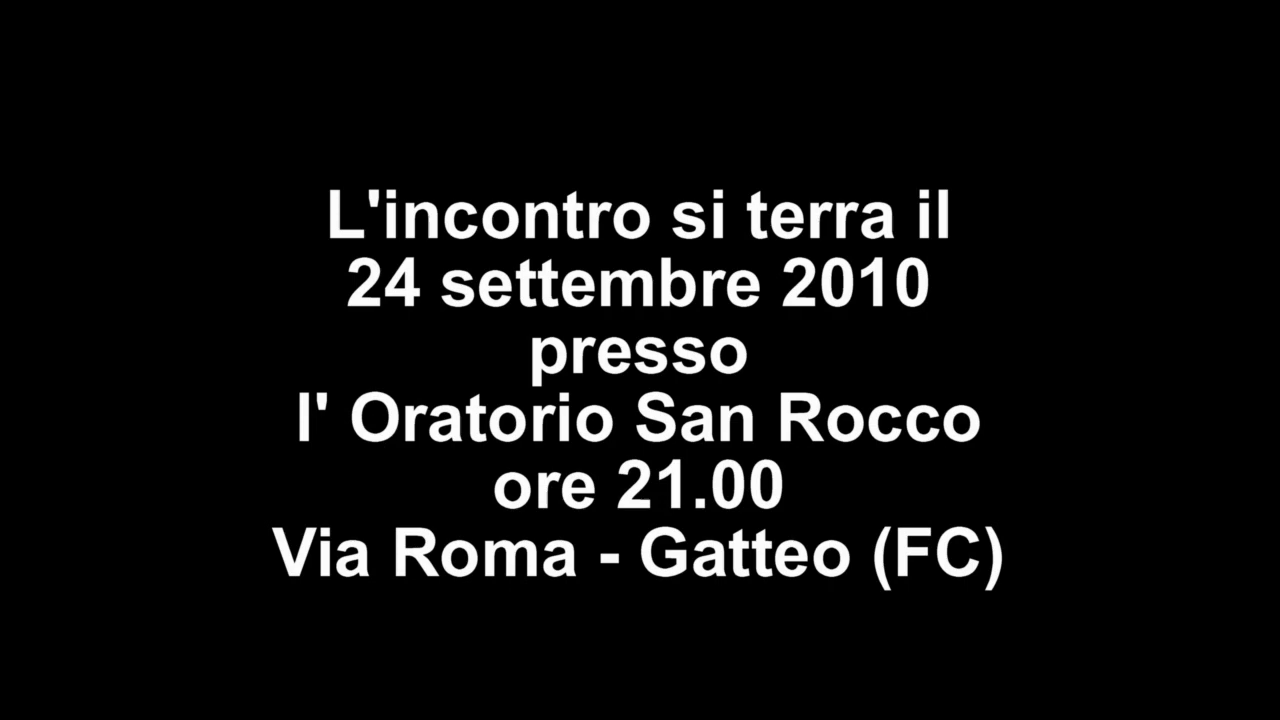 L'incontro si terra il
24 settembre 2010
presso
l' Oratorio San Rocco
ore 21.00
Via Roma - Gatteo (FC)